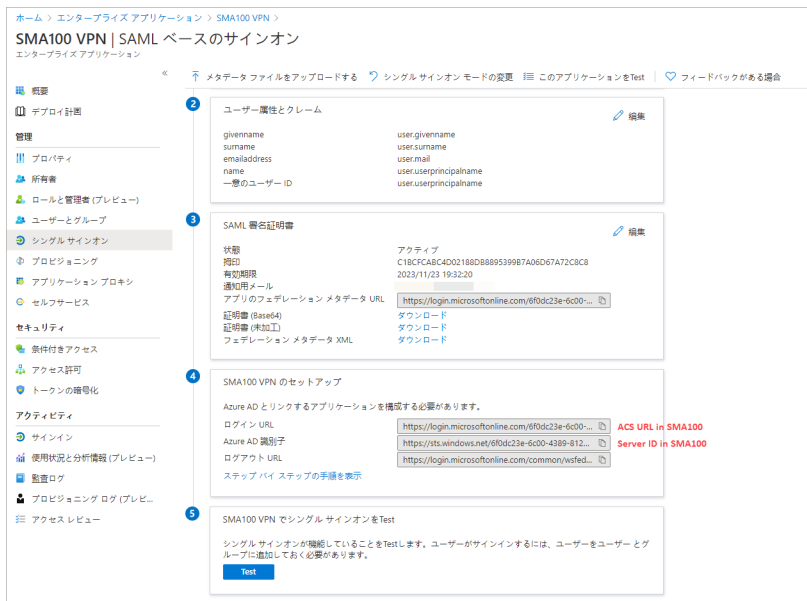 ホーム > エンタープライズ アプリケーション > SMA100 VPN >
SMA100 VPN | SAML ベースのサインオン
エンタープライズ アプリケーション
«
メタデータ ファイルをアップロードする シングル サインオン モードの変更 このアプリケーションをTest フィードバックがある場合
概要
デプロイ計画
管理
プロパティ
所有者
ロールと管理者 (プレビュー)
ユーザーとグループ
シングル サインオン
プロビジョニング
アプリケーション プロキシ
セルフサービス
セキュリティ
条件付きアクセス
アクセス許可
トークンの暗号化
アクティビティ
サインイン
使用状況と分析情報 (プレビュー)
監査ログ
プロビジョニング ログ (プレビ...
アクセス レビュー
2
ユーザー属性とクレーム
編集
givenname user.givenname
surname user.surname
emailaddress user.mail
name user.userprincipalname
一意のユーザー ID user.userprincipalname
3
SAML 署名証明書
編集
状態 アクティブ
拇印 C1BCFCABC4D02188DB8895399B7A06D67A72C8C8
有効期限 2023/11/23 19:32:20
通知用メール
アプリのフェデレーション メタデータ URL https://login.microsoftonline.com/6f0dc23e-6c00-...
証明書 (Base64) ダウンロード
証明書 (未加工) ダウンロード
フェデレーション メタデータ XML ダウンロード
4
SMA100 VPN のセットアップ
Azure AD とリンクするアプリケーションを構成する必要があります。
ログイン URL https://login.microsoftonline.com/6f0dc23e-6c00-... ACS URL in SMA100
Azure AD 識別子 https://sts.windows.net/6f0dc23e-6c00-4389-812... Server ID in SMA100
ログアウト URL https://login.microsoftonline.com/common/wsfed...
ステップ バイ ステップの手順を表示
5
SMA100 VPN でシングル サインオンをTest
シングル サインオンが機能していることをTestします。ユーザーがサインインするには、ユーザーをユーザー とグ
ループに追加しておく必要があります。
Test